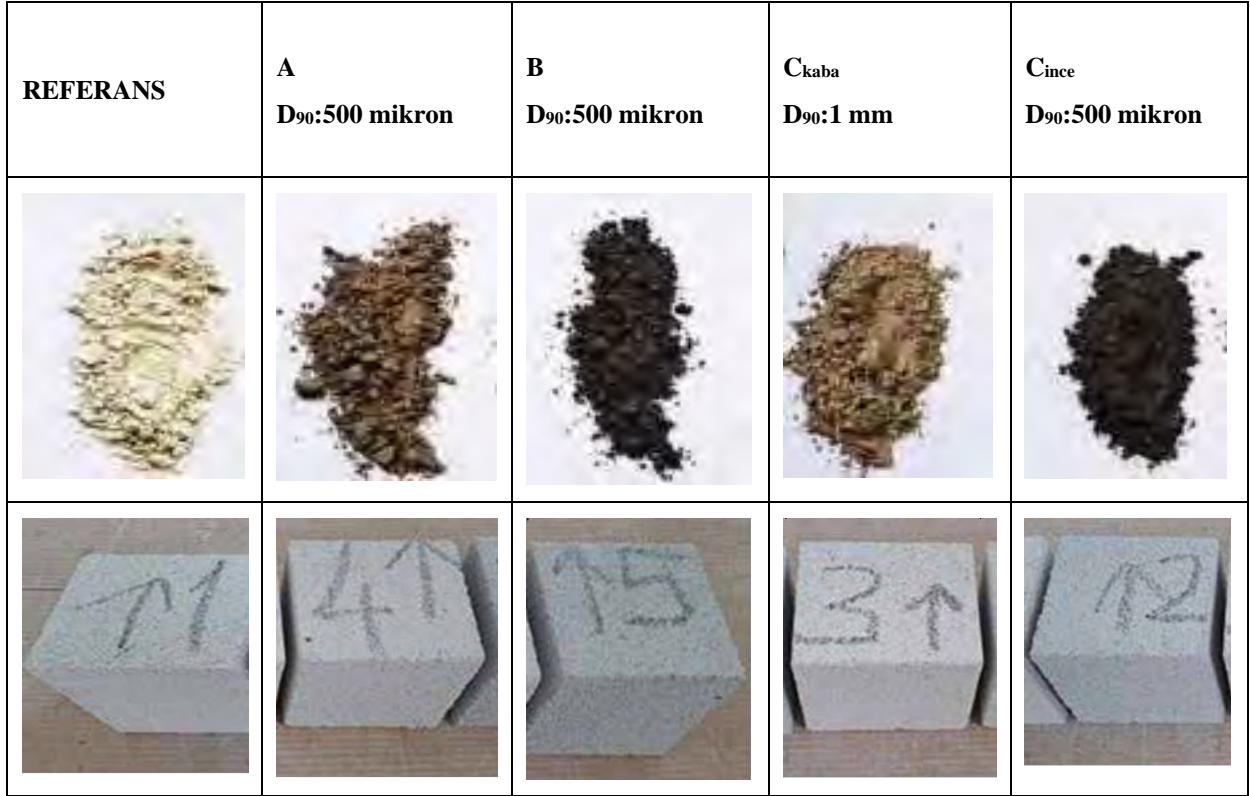 REFERANS
A
D90:500 mikron
B
D90:500 mikron
Ckaba
D90:1 mm
Cince
D90:500 mikron
↑1
4↑
↑5
3↑
↑2